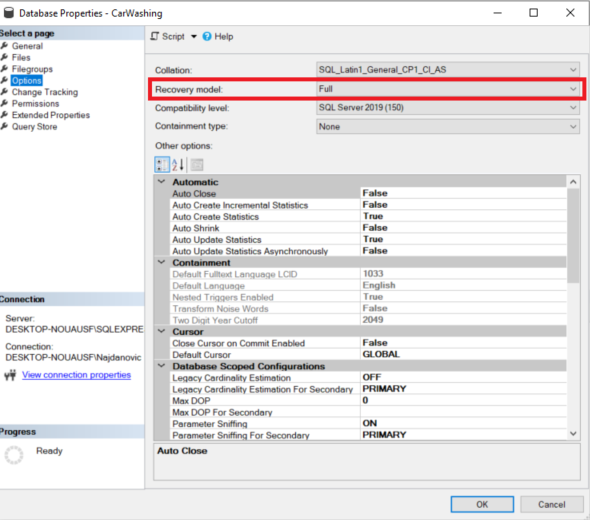 Database Properties - CarWashing
Select a page
General
Files
Filegroups
Options
Change Tracking
Permissions
Extended Properties
Query Store
Script
Help
Collation: SQL_Latin1_General_CP1_CI_AS
Recovery model: Full
Compatibility level: SQL Server 2019 (150)
Containment type: None
Other options:
Automatic
Auto Close False
Auto Create Incremental Statistics False
Auto Create Statistics True
Auto Shrink False
Auto Update Statistics True
Auto Update Statistics Asynchronously False
Containment
Default Fulltext Language LCID 1033
Default Language English
Nested Triggers Enabled True
Transform Noise Words False
Two Digit Year Cutoff 2049
Cursor
Close Cursor on Commit Enabled False
Default Cursor GLOBAL
Database Scoped Configurations
Legacy Cardinality Estimation OFF
Legacy Cardinality Estimation For Secondary PRIMARY
Max DOP 0
Max DOP For Secondary
Parameter Sniffing ON
Parameter Sniffing For Secondary PRIMARY
Auto Close
Connection
Server:
DESKTOP-NOUAUSF\SQLEXPRE
Connection:
DESKTOP-NOUAUSF\Najdanovic
View connection properties
Progress
Ready
OK
Cancel